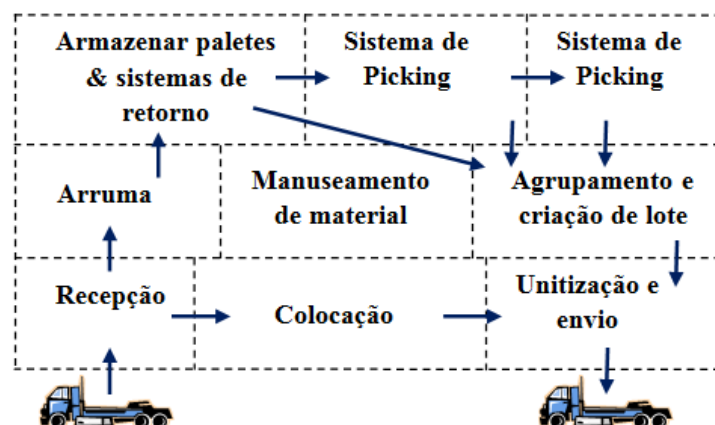 Armazenar paletes
& sistemas de
retorno
Sistema de
Picking
Sistema de
Picking
Arruma
Manuseamento
de material
Agrupamento e
criação de lote
Recepção
Colocação
Unitização e
envio